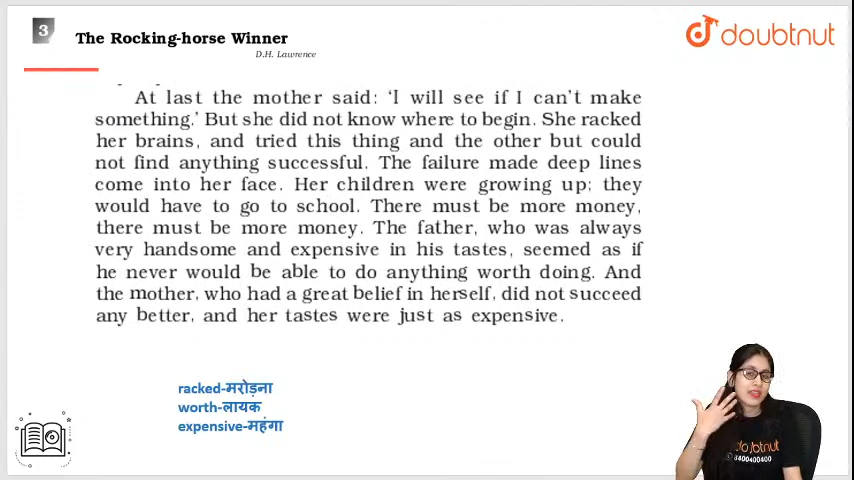 3
The Rocking-horse Winner
D.H. Lawrence
doubtnut
At last the mother said: 'I will see if I can't make
something.' But she did not know where to begin. She racked
her brains, and tried this thing and the other but could
not find anything successful. The failure made deep lines
come into her face. Her children were growing up; they
would have to go to school. There must be more money,
there must be more money. The father, who was always
very handsome and expensive in his tastes, seemed as if
he never would be able to do anything worth doing. And
the mother, who had a great belief in herself, did not succeed
any better, and her tastes were just as expensive.
racked-मरोड़ना
worth-लायक
expensive-महंगा
doubtnut
8400400400